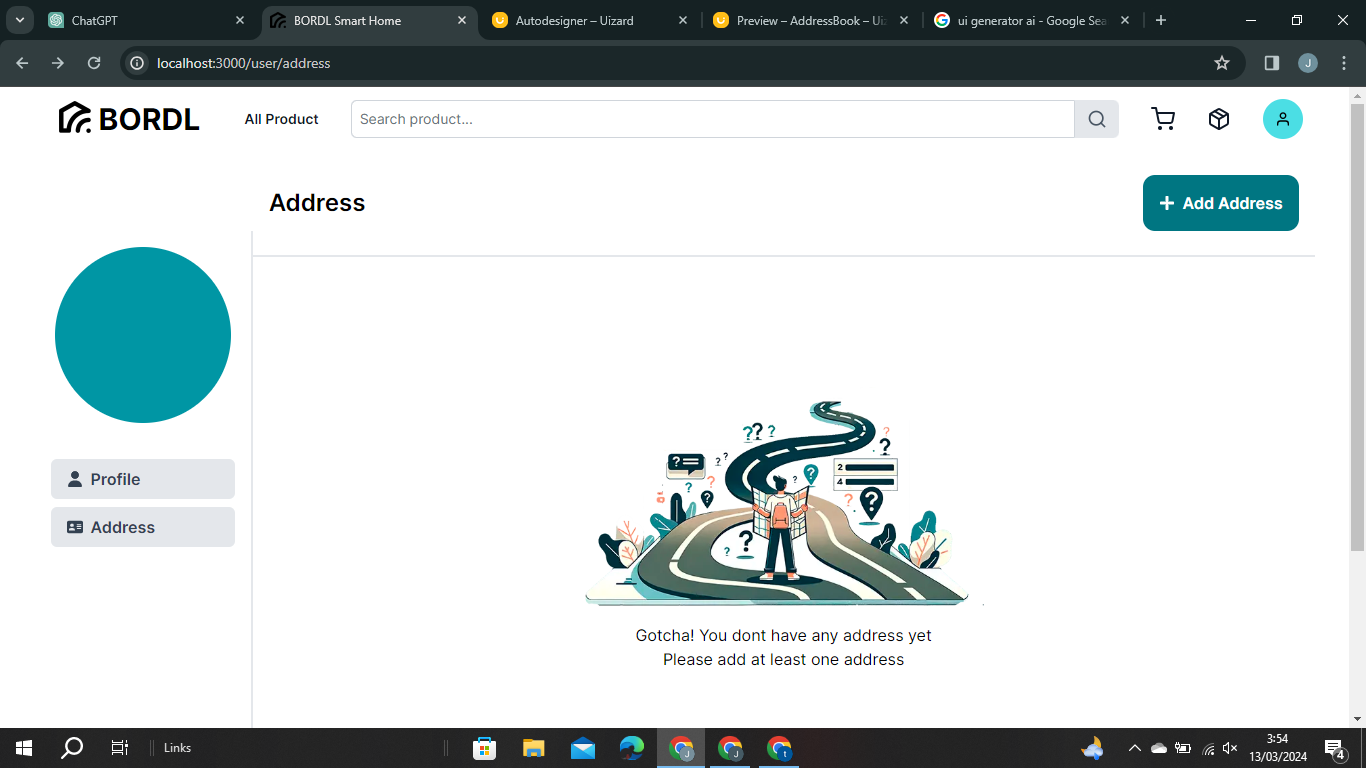 ChatGPT
BORDL Smart Home
Autodesigner – Uizard
Preview – AddressBook – Ui
ui generator ai - Google Sea
localhost:3000/user/address
J
BORDL
All Product
Search product...
Address
+ Add Address
Profile
Address
? ? ?
?
? ?
? ?
?
? ?
2
4
? ?
?
?
Gotcha! You dont have any address yet
Please add at least one address
Links
J
J
t
3:54
13/03/2024
4